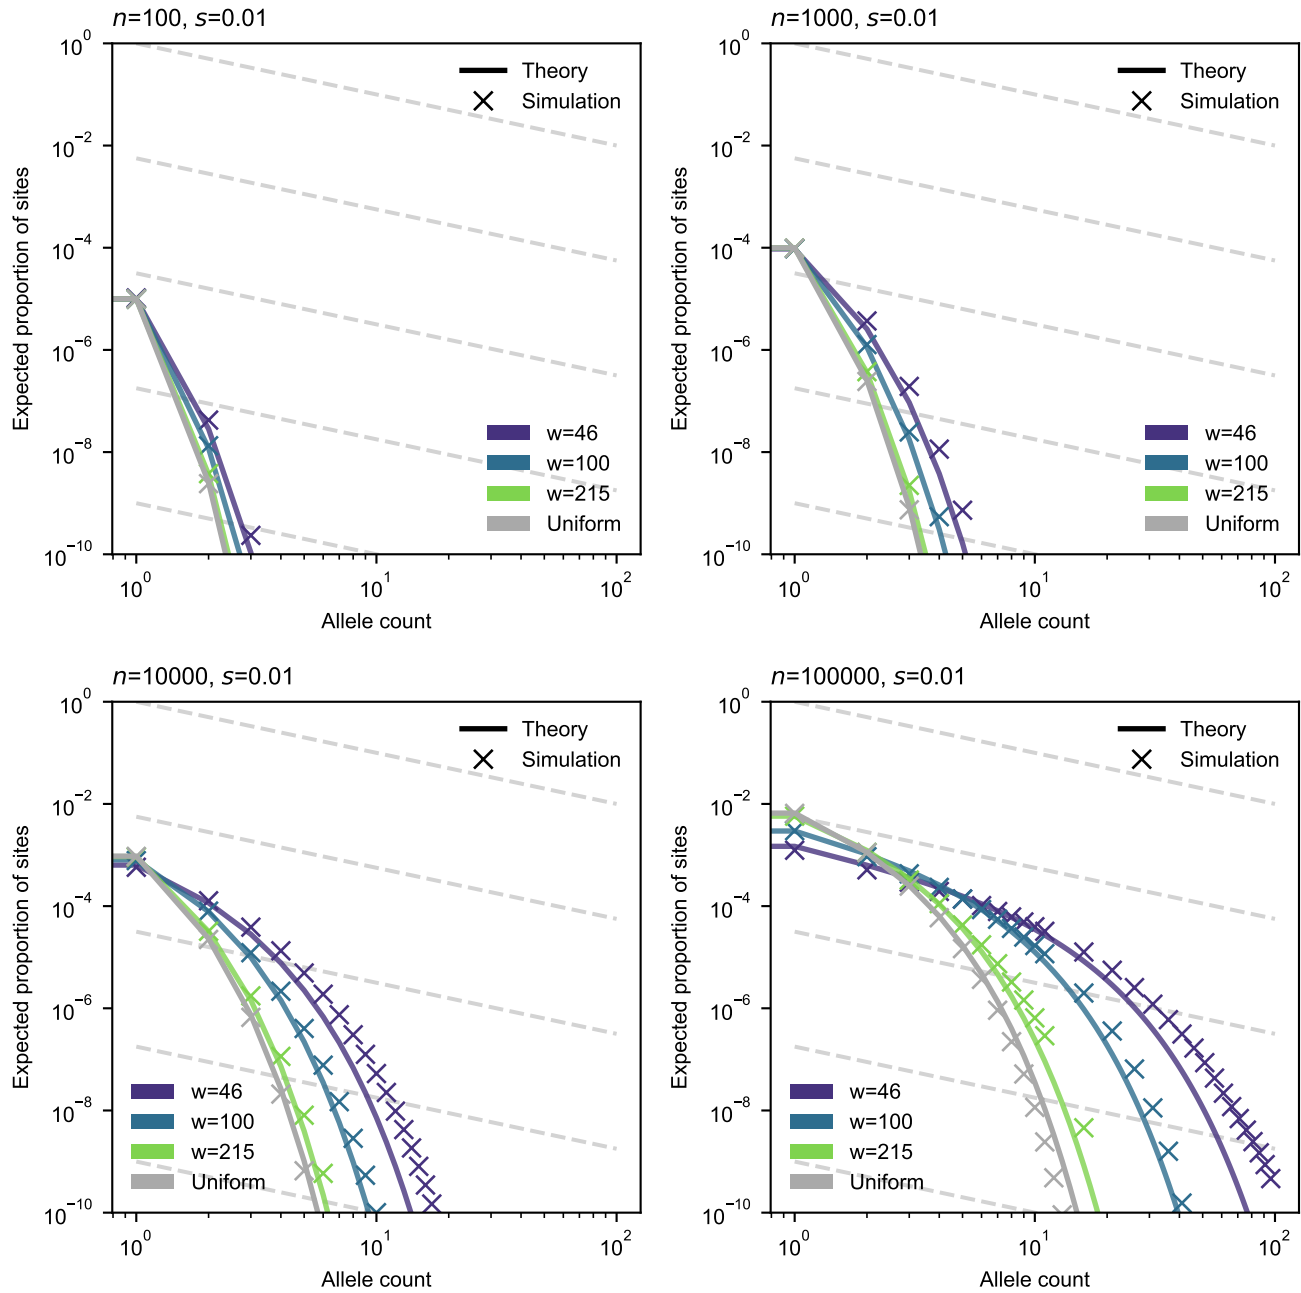 n=100, s=0.01
10^0
10^−2
10^−4
10^−6
10^−8
10^−10
Expected proportion of sites
Theory
Simulation
w=46
w=100
w=215
Uniform
10^0
10^1
10^2
Allele count
n=1000, s=0.01
10^0
10^−2
10^−4
10^−6
10^−8
10^−10
Expected proportion of sites
Theory
Simulation
w=46
w=100
w=215
Uniform
10^0
10^1
10^2
Allele count
n=10000, s=0.01
10^0
10^−2
10^−4
10^−6
10^−8
10^−10
Expected proportion of sites
Theory
Simulation
w=46
w=100
w=215
Uniform
10^0
10^1
10^2
Allele count
n=100000, s=0.01
10^0
10^−2
10^−4
10^−6
10^−8
10^−10
Expected proportion of sites
Theory
Simulation
w=46
w=100
w=215
Uniform
10^0
10^1
10^2
Allele count